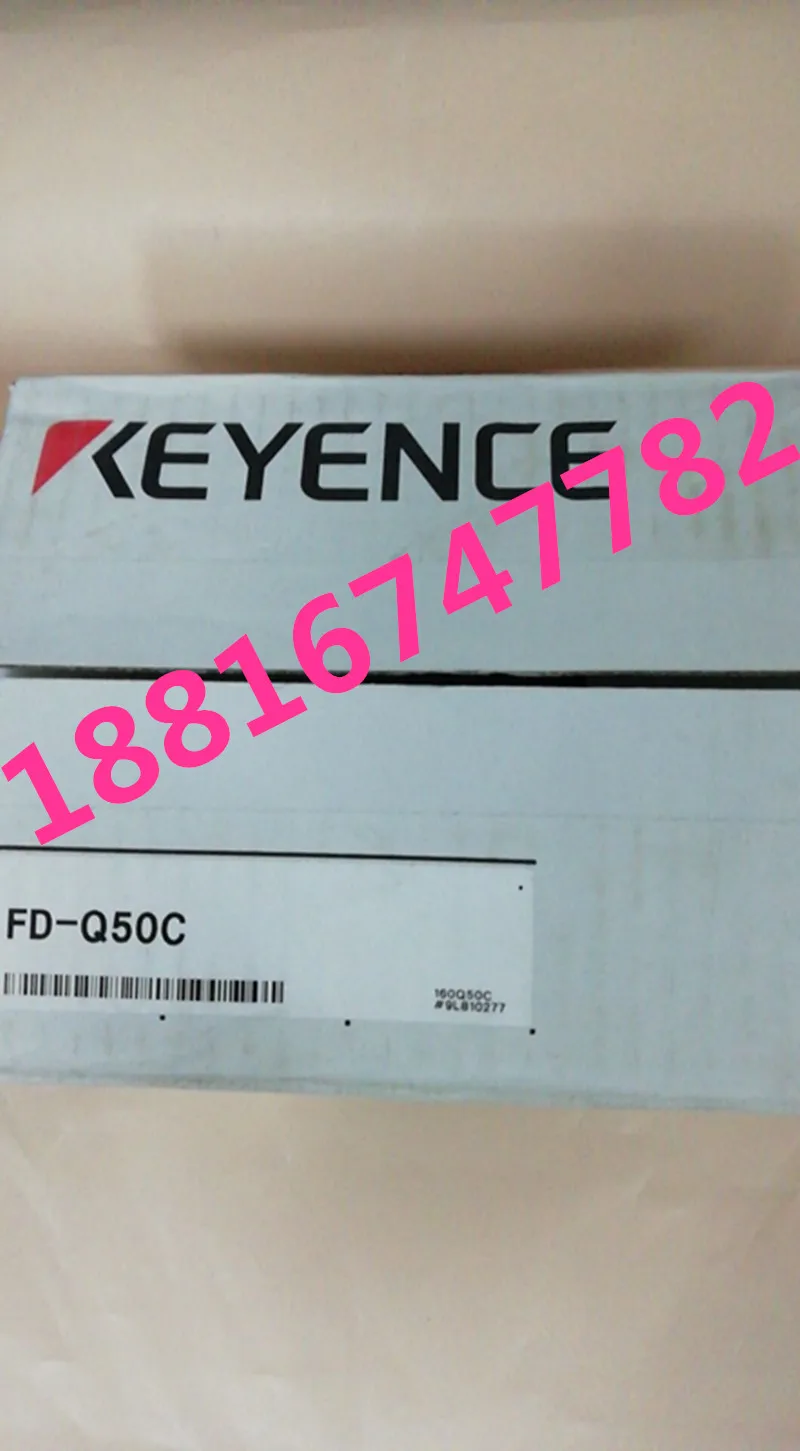 KEYENCE
18816747782
FD-Q50C
160Q50C
#9L810277